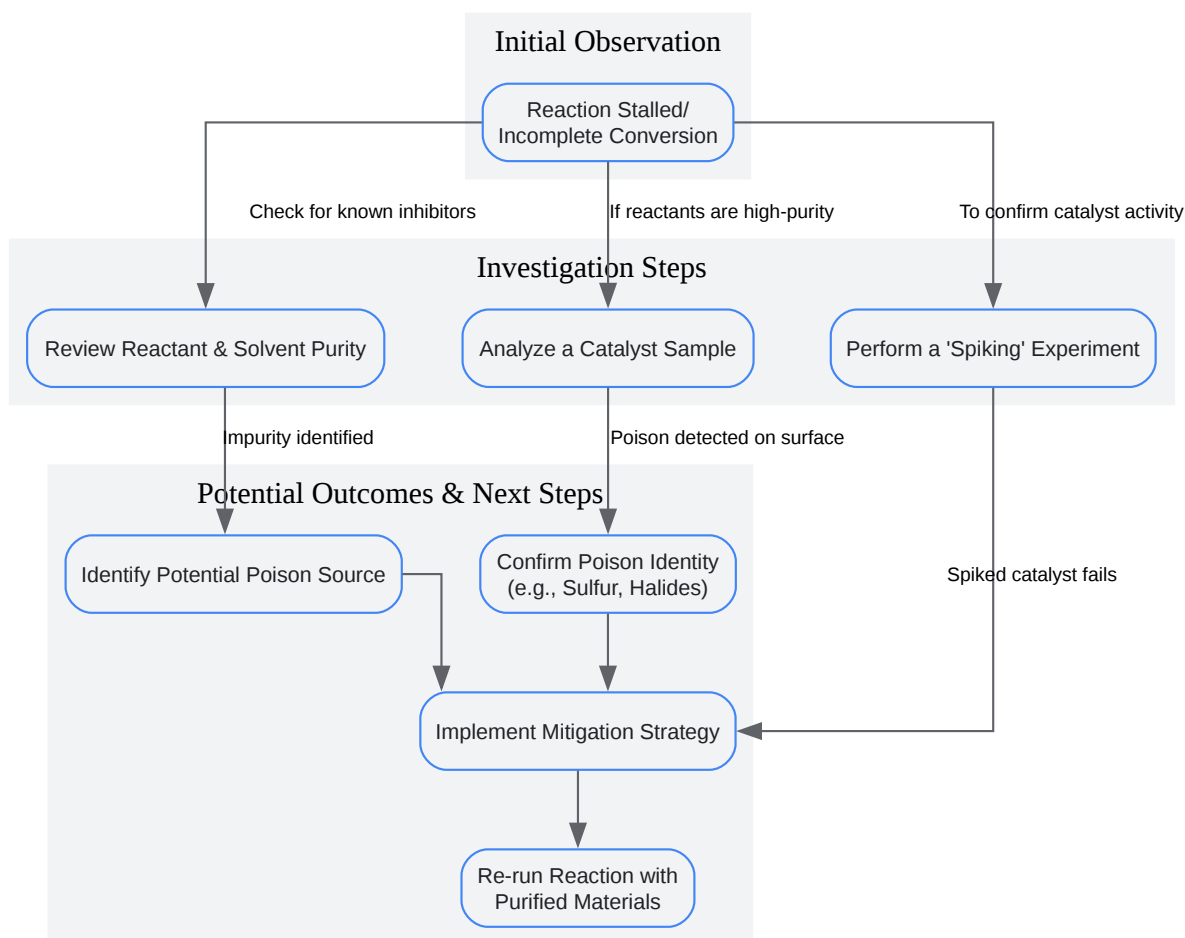 Initial Observation
Reaction Stalled/
Incomplete Conversion
Check for known inhibitors
If reactants are high-purity
To confirm catalyst activity
Investigation Steps
Review Reactant & Solvent Purity
Analyze a Catalyst Sample
Perform a 'Spiking' Experiment
Impurity identified
Poison detected on surface
Potential Outcomes & Next Steps
Identify Potential Poison Source
Confirm Poison Identity
(e.g., Sulfur, Halides)
Spiked catalyst fails
Implement Mitigation Strategy
Re-run Reaction with
Purified Materials